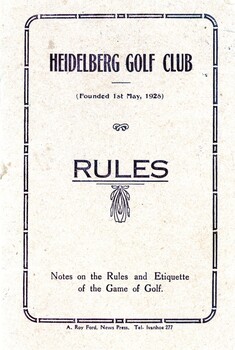 HEIDELBERG GOLF CLUB
(Founded 1st May, 1928)
RULES
Notes on the Rules and Etiquette
of the Game of Golf.
A. Roy Ford, News Press, Tel. Ivanhoe 277